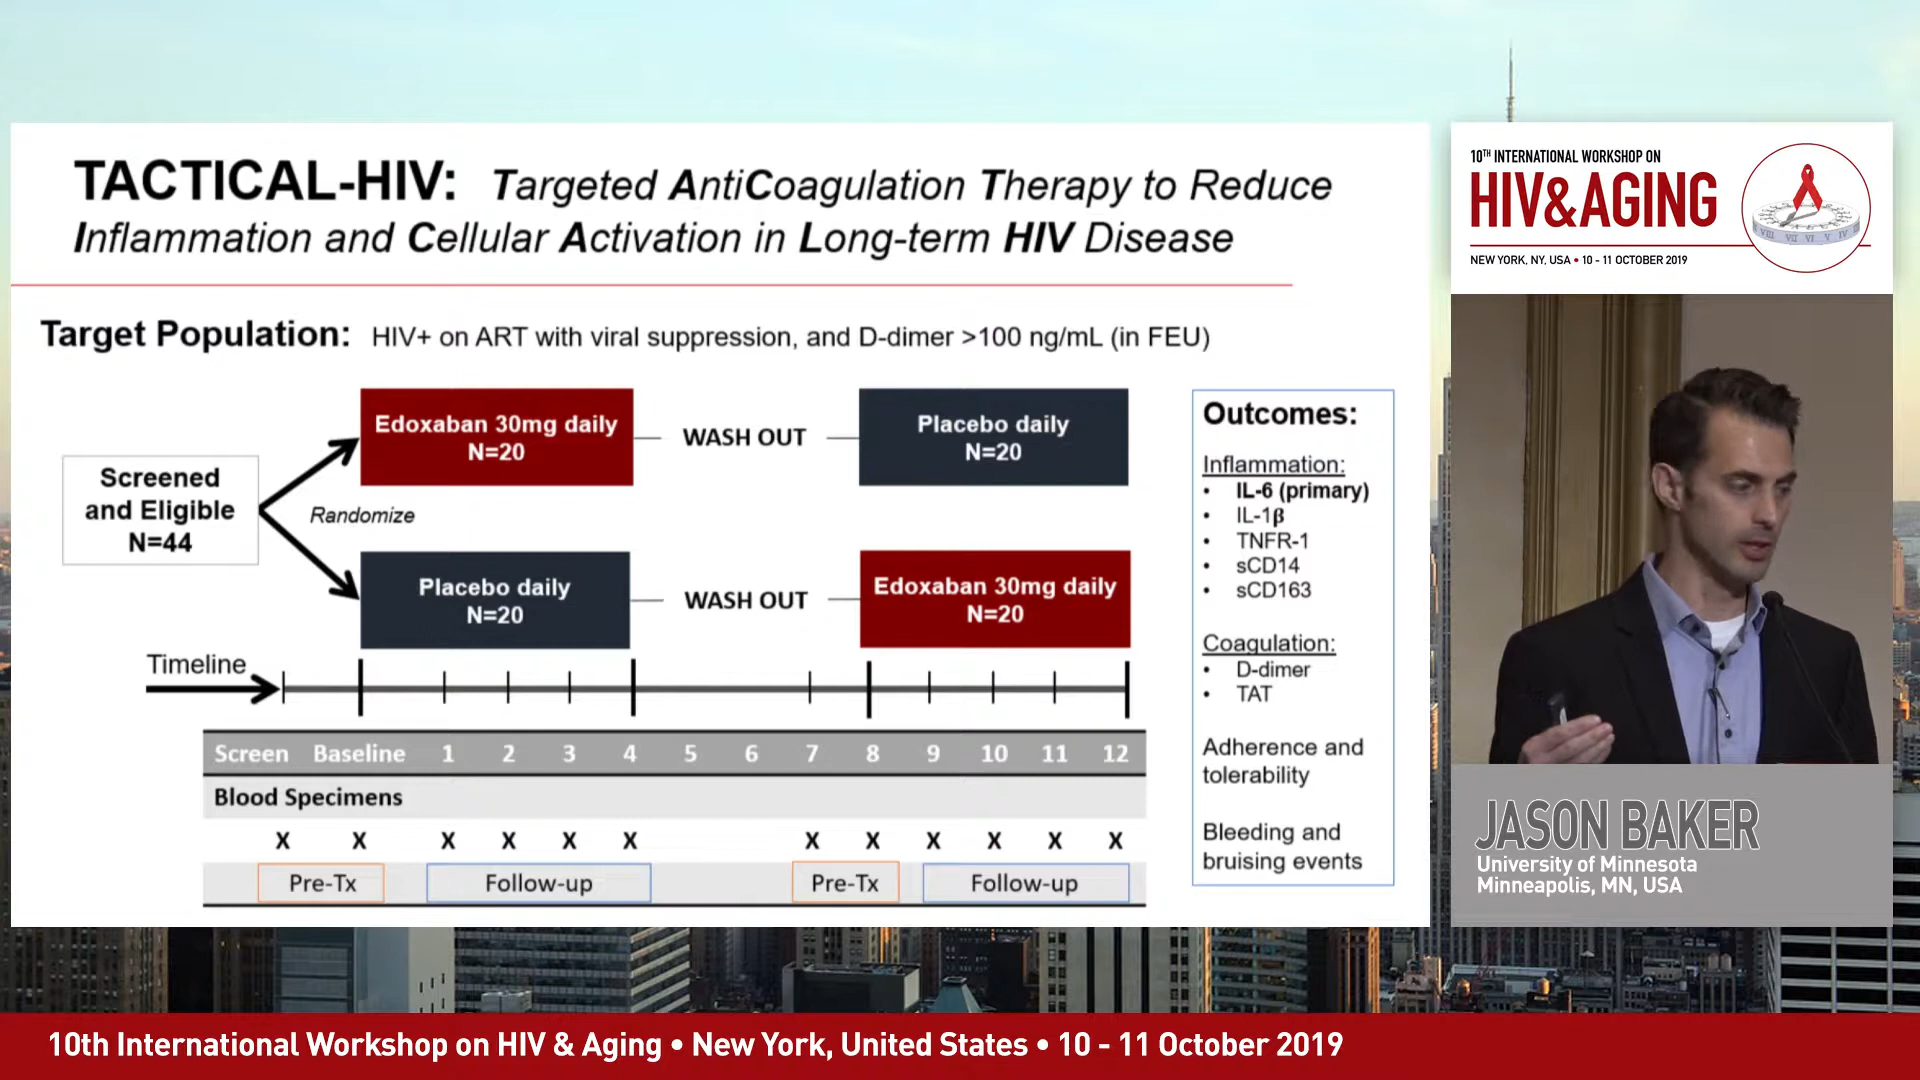 TACTICAL-HIV: Targeted AntiCoagulation Therapy to Reduce
Inflammation and Cellular Activation in Long-term HIV Disease
Target Population: HIV+ on ART with viral suppression, and D-dimer >100 ng/mL (in FEU)
Screened
and Eligible
N=44
Randomize
Edoxaban 30mg daily
N=20
WASH OUT
Placebo daily
N=20
Placebo daily
N=20
WASH OUT
Edoxaban 30mg daily
N=20
Timeline
Screen Baseline 1 2 3 4 5 6 7 8 9 10 11 12
Blood Specimens
X X X X X X X X X X X X
Pre-Tx Follow-up Pre-Tx Follow-up
Outcomes:
Inflammation:
• IL-6 (primary)
• IL-1β
• TNFR-1
• sCD14
• sCD163
Coagulation:
• D-dimer
• TAT
Adherence and
tolerability
Bleeding and
bruising events
10TH INTERNATIONAL WORKSHOP ON
HIV&AGING
NEW YORK, NY, USA • 10 - 11 OCTOBER 2019
JASON BAKER
University of Minnesota
Minneapolis, MN, USA
10th International Workshop on HIV & Aging • New York, United States • 10 - 11 October 2019